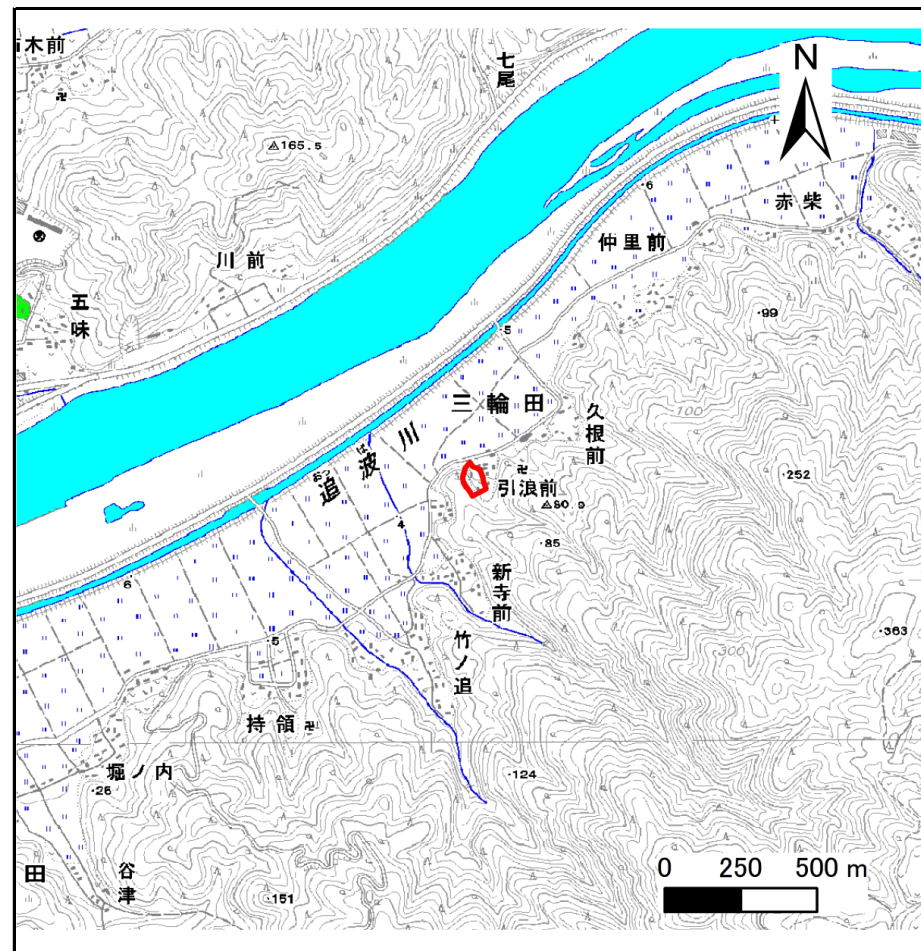 木前
七尾
N
165.5
赤柴
6
仲里前
川前
五味
99
5
三輪田
久根前
100
追波川
おっぱ
252
引浪前
80.9
4
85
新寺前
6
363
300
竹ノ迫
5
持領
124
堀ノ内
26
0 250 500 m
田
谷津
151